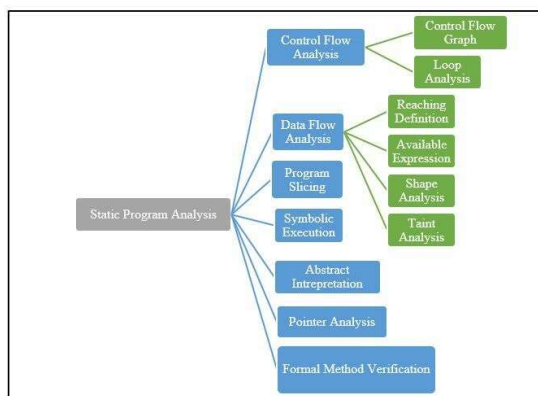 Static Program Analysis
Control Flow
Analysis
Control Flow
Graph
Loop
Analysis
Data Flow
Analysis
Reaching
Definition
Available
Expression
Shape
Analysis
Taint
Analysis
Program
Slicing
Symbolic
Execution
Abstract
Intrepretation
Pointer Analysis
Formal Method Verification